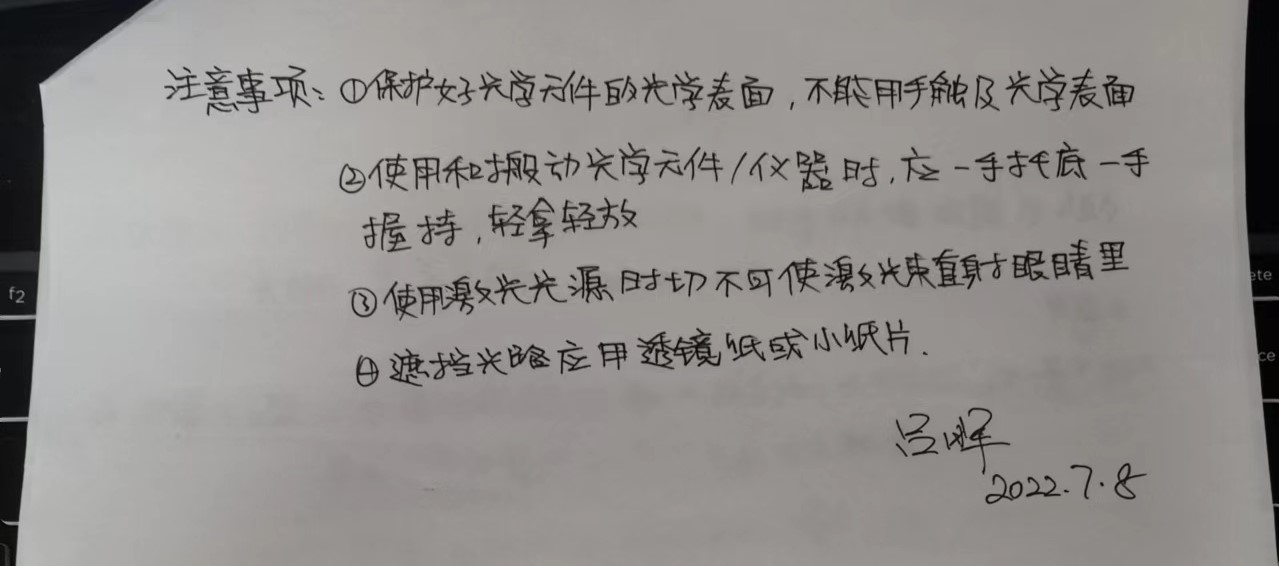 注意事项：①保护好光学元件的光学表面，不能用手触及光学表面
②使用和搬动光学元件/仪器时，应一手托底一手
握持，轻拿轻放
③使用激光光源时切不可使激光束直射眼睛里
④遮挡光路应用透镜纸或小纸片．
吕晖
2022.7.8
f2
ete
ce